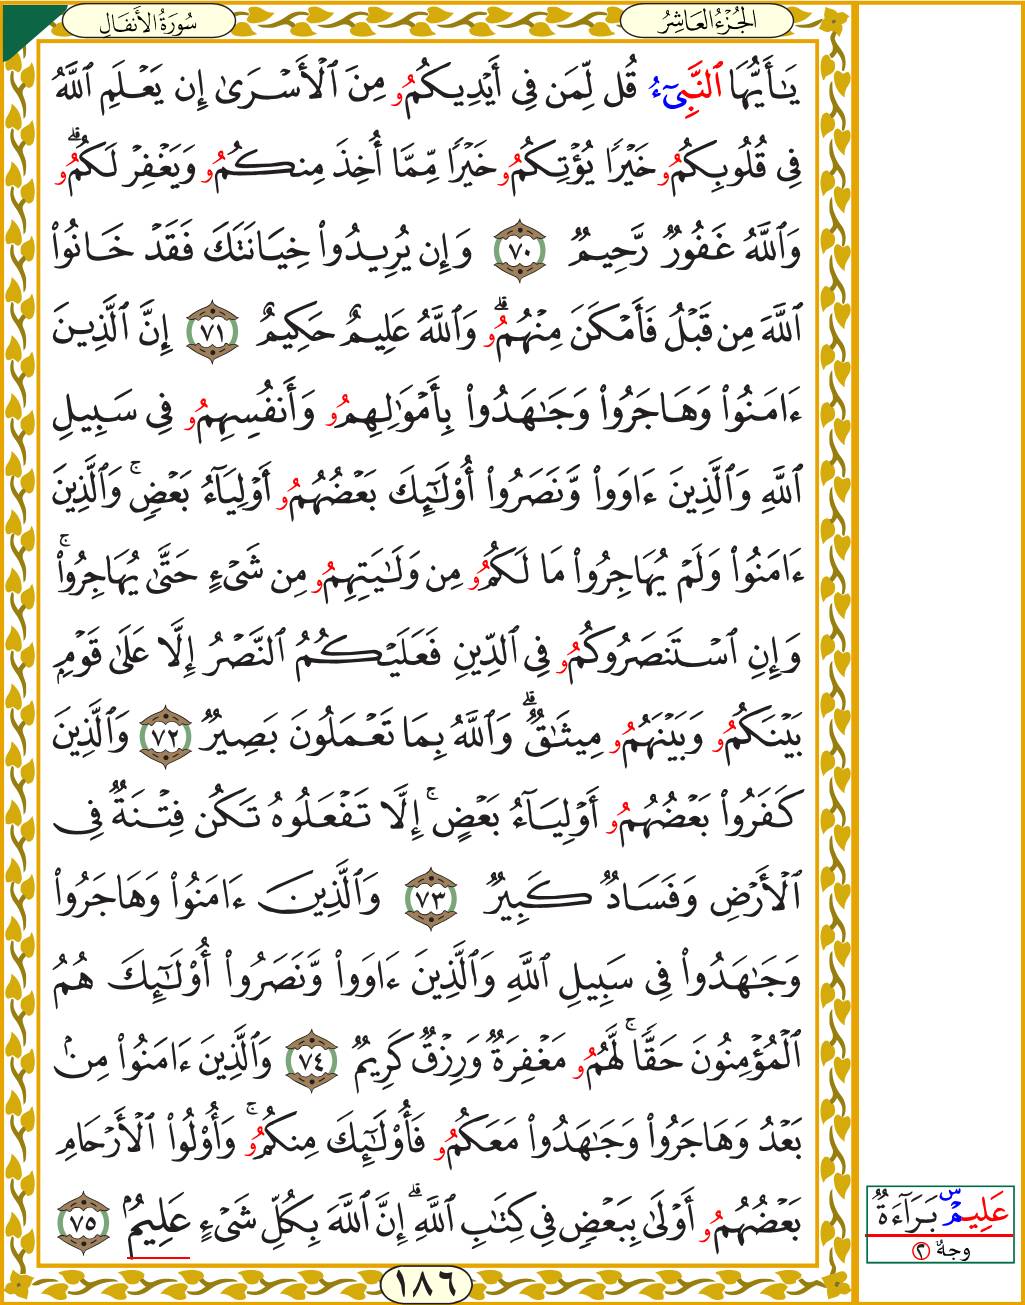 الجُزْءُ العَاشِرُ
سُورَةُ الأَنفَالِ
يَـٰٓأَيُّهَا ٱلنَّبِيٓءُ قُل لِّمَن فِىٓ أَيْدِيكُمُو مِنَ ٱلْأَسْرَىٰٓ إِن يَعْلَمِ ٱللَّهُ
فِى قُلُوبِكُمُو خَيْرًا يُؤْتِكُمُو خَيْرًا مِّمَّآ أُخِذَ مِنكُمُو وَيَغْفِرْ لَكُمُوۗ
وَٱللَّهُ غَفُورٌ رَّحِيمٌ ٧٠ وَإِن يُرِيدُوا۟ خِيَانَتَكَ فَقَدْ خَانُوا۟
ٱللَّهَ مِن قَبْلُ فَأَمْكَنَ مِنْهُمُوۗ وَٱللَّهُ عَلِيمٌ حَكِيمٌ ٧١ إِنَّ ٱلَّذِينَ
ءَامَنُوا۟ وَهَاجَرُوا۟ وَجَـٰهَدُوا۟ بِأَمْوَٰلِهِمُو وَأَنفُسِهِمُو فِى سَبِيلِ
ٱللَّهِ وَٱلَّذِينَ ءَاوَوا۟ وَّنَصَرُوٓا۟ أُو۟لَـٰٓئِكَ بَعْضُهُمُو أَوْلِيَآءُ بَعْضٍۚ وَٱلَّذِينَ
ءَامَنُوا۟ وَلَمْ يُهَاجِرُوا۟ مَا لَكُمُو مِن وَلَـٰيَتِهِمُو مِن شَىْءٍ حَتَّىٰ يُهَاجِرُوا۟ۚ
وَإِنِ ٱسْتَنصَرُوكُمُو فِى ٱلدِّينِ فَعَلَيْكُمُ ٱلنَّصْرُ إِلَّا عَلَىٰ قَوْمٍۭ
بَيْنَكُمُو وَبَيْنَهُمُو مِيثَـٰقٌۗ وَٱللَّهُ بِمَا تَعْمَلُونَ بَصِيرٌ ٧٢ وَٱلَّذِينَ
كَفَرُوا۟ بَعْضُهُمُو أَوْلِيَآءُ بَعْضٍۚ إِلَّا تَفْعَلُوهُ تَكُن فِتْنَةٌ فِى
ٱلْأَرْضِ وَفَسَادٌ كَبِيرٌ ٧٣ وَٱلَّذِينَ ءَامَنُوا۟ وَهَاجَرُوا۟
وَجَـٰهَدُوا۟ فِى سَبِيلِ ٱللَّهِ وَٱلَّذِينَ ءَاوَوا۟ وَّنَصَرُوٓا۟ أُو۟لَـٰٓئِكَ هُمُ
ٱلْمُؤْمِنُونَ حَقًّاۚ لَّهُمُو مَغْفِرَةٌ وَرِزْقٌ كَرِيمٌ ٧٤ وَٱلَّذِينَ ءَامَنُوا۟ مِنۢ
بَعْدُ وَهَاجَرُوا۟ وَجَـٰهَدُوا۟ مَعَكُمُو فَأُو۟لَـٰٓئِكَ مِنكُمُوۚ وَأُو۟لُوا۟ ٱلْأَرْحَامِ
بَعْضُهُمُو أَوْلَىٰ بِبَعْضٍ فِى كِتَـٰبِ ٱللَّهِۗ إِنَّ ٱللَّهَ بِكُلِّ شَىْءٍ عَلِيمٌۢ ٧٥
عَلِيمٌ س بَرَآءَةٌ
وجهٌ ٢
١٨٦